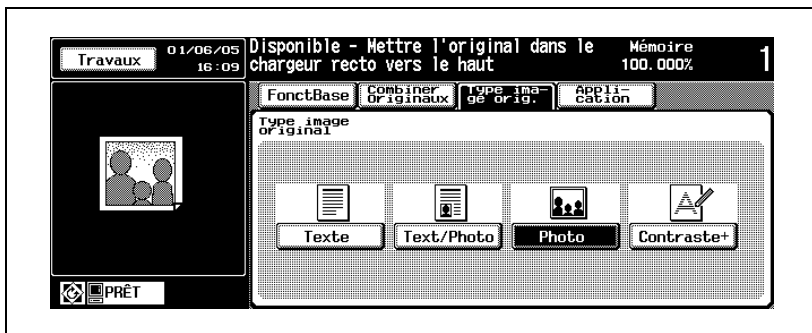 Travaux
01/06/05
16:09
Disponible - Mettre l'original dans le
chargeur recto vers le haut
Mémoire
100.000%
1
FonctBase
Combiner
originaux
Type ima-
ge orig.
Appli-
cation
Type image
original
Texte
Text/Photo
Photo
Contraste+
PRÊT